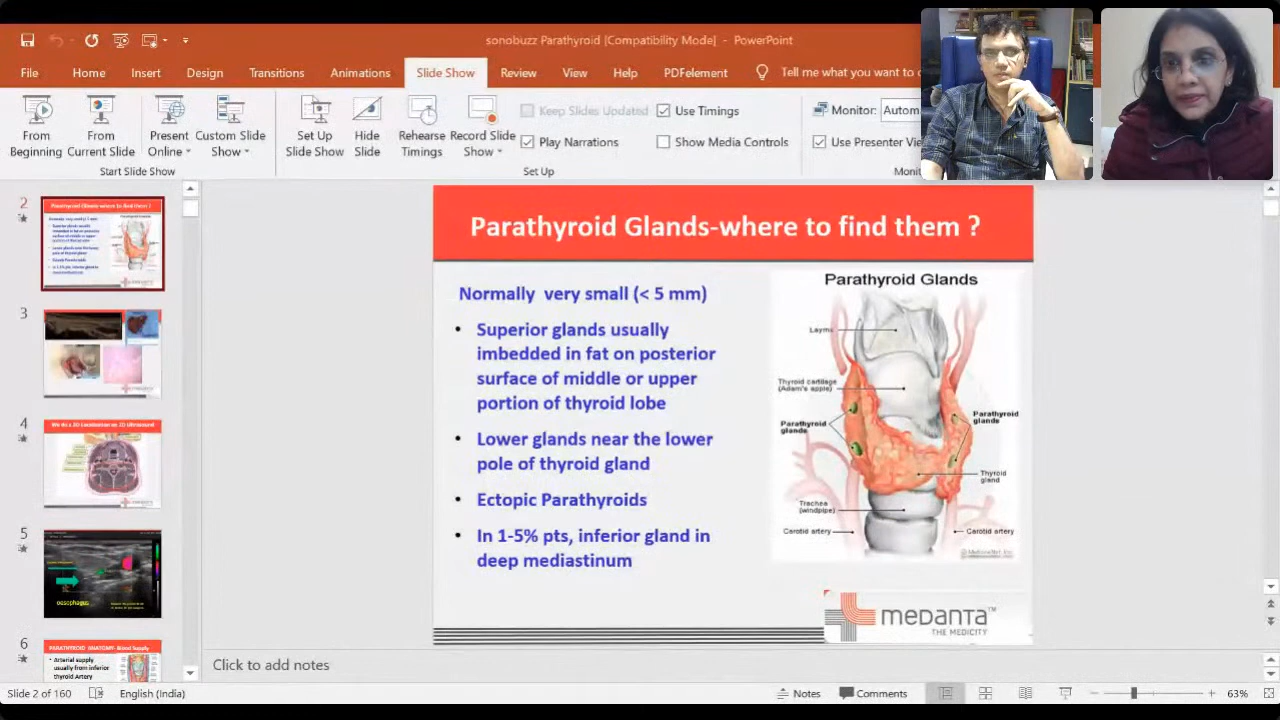 sonobuzz Parathyroid [Compatibility Mode] - PowerPoint
File Home Insert Design Transitions Animations Slide Show Review View Help PDFelement Tell me what you want to
From Beginning
From Current Slide
Present Online
Custom Slide Show
Set Up Slide Show
Hide Slide
Rehearse Timings
Record Slide Show
Keep Slides Updated
Use Timings
Play Narrations
Show Media Controls
Monitor:
Use Presenter
Start Slide Show
Set Up
2
3
4
5
6
Parathyroid Glands-where to find them ?
Normally very small (< 5 mm)
• Superior glands usually
imbedded in fat on posterior
surface of middle or upper
portion of thyroid lobe
• Lower glands near the lower
pole of thyroid gland
• Ectopic Parathyroids
• In 1-5% pts, inferior gland in
deep mediastinum
Parathyroid Glands
Larynx
Thyroid cartilage
(Adam's apple)
Parathyroid
glands
Parathyroid
glands
Thyroid
gland
Trachea
(windpipe)
Carotid artery
Carotid artery
medanta™
THE MEDICITY
oesophagus
PARATHYROID ANATOMY- Blood Supply
• Arterial supply
usually from inferior
thyroid Artery
Click to add notes
Slide 2 of 160
English (India)
Notes
Comments
63%